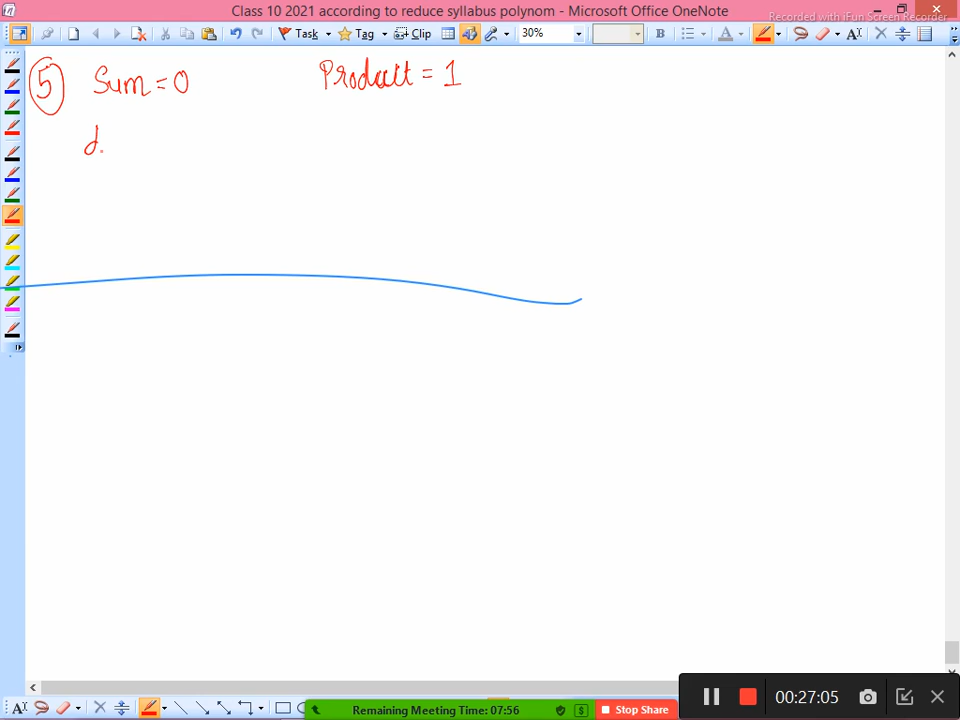 Class 10 2021 according to reduce syllabus polynom - Microsoft Office OneNote
Recorded with iFun Screen Recorder
Task Tag Clip 30% B A A
5 Sum = 0 Product = 1
d.
A Remaining Meeting Time: 07:56 $ Stop Share 00:27:05